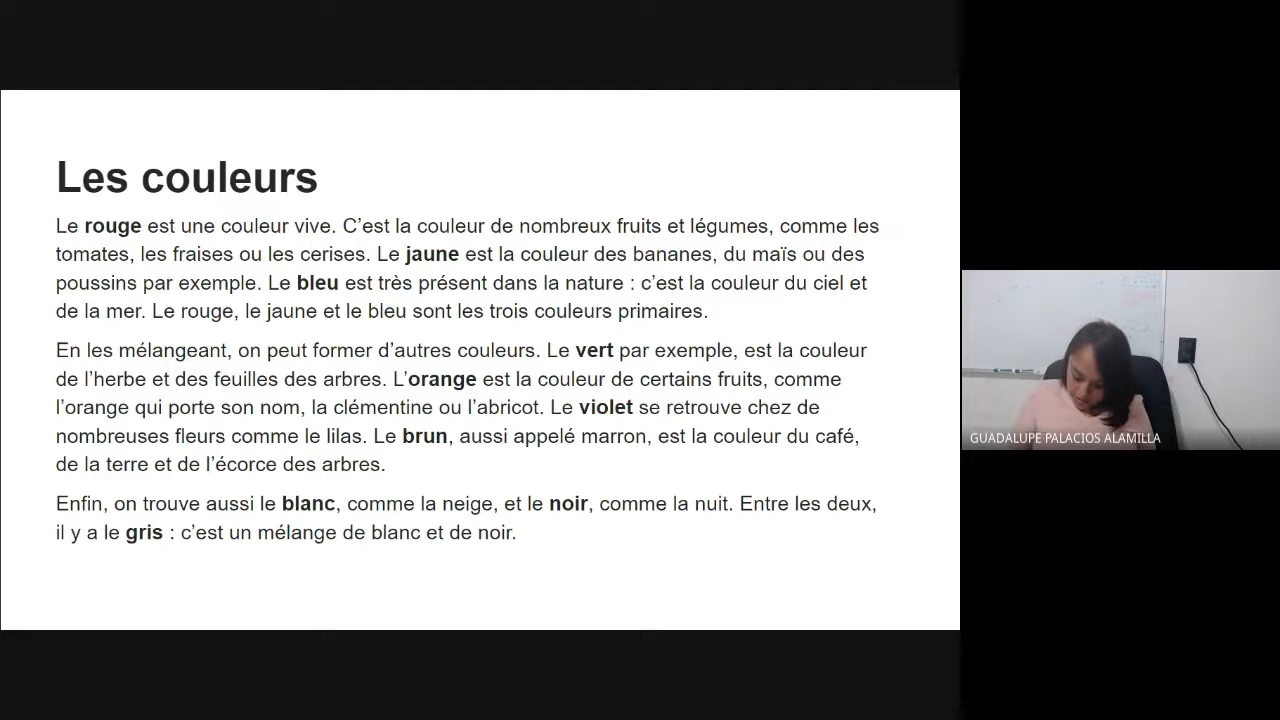 Les couleurs
Le rouge est une couleur vive. C’est la couleur de nombreux fruits et légumes, comme les
tomates, les fraises ou les cerises. Le jaune est la couleur des bananes, du maïs ou des
poussins par exemple. Le bleu est très présent dans la nature : c’est la couleur du ciel et
de la mer. Le rouge, le jaune et le bleu sont les trois couleurs primaires.
En les mélangeant, on peut former d’autres couleurs. Le vert par exemple, est la couleur
de l’herbe et des feuilles des arbres. L’orange est la couleur de certains fruits, comme
l’orange qui porte son nom, la clémentine ou l’abricot. Le violet se retrouve chez de
nombreuses fleurs comme le lilas. Le brun, aussi appelé marron, est la couleur du café,
de la terre et de l’écorce des arbres.
Enfin, on trouve aussi le blanc, comme la neige, et le noir, comme la nuit. Entre les deux,
il y a le gris : c’est un mélange de blanc et de noir.
GUADALUPE PALACIOS ALAMILLA